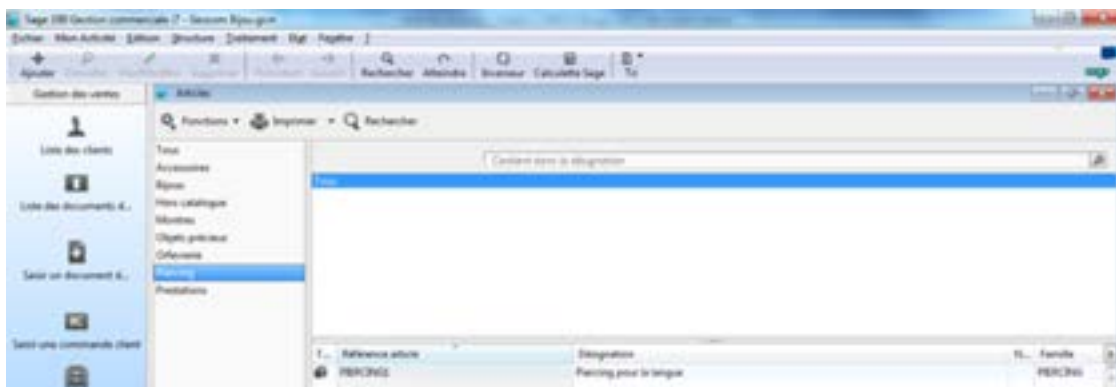 Sage 100 Gestion commerciale i7 - Bijou.gcm
Fichier Mon Activité Edition Structure Traitement Etat Fenêtre ?
Ajouter Rechercher Atteindre Inverseur Calculette Sage Tri
sage
Gestion des ventes
Articles
Fonctions Imprimer Rechercher
Liste des clients
Liste des documents d...
Saisir un document d...
Saisir une commande client
Tous
Accessoires
Bijoux
Hors catalogue
Montres
Objets précieux
Orfèvrerie
Piercing
Prestations
Contient dans la désignation
Tous
T... Référence article Désignation N... Famille
PIERCING1 Piercing pour la langue PIERCING